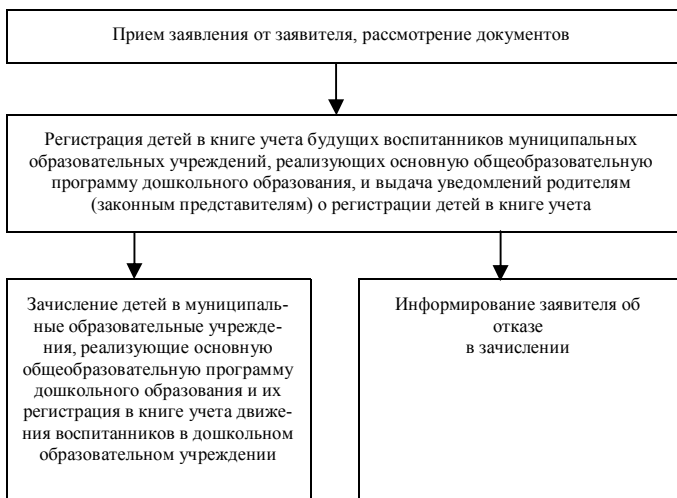 Прием заявления от заявителя, рассмотрение документов
Регистрация детей в книге учета будущих воспитанников муниципальных
образовательных учреждений, реализующих основную общеобразовательную
программу дошкольного образования, и выдача уведомлений родителям
(законным представителям) о регистрации детей в книге учета
Зачисление детей в муниципаль-
ные образовательные учрежде-
ния, реализующие основную
общеобразовательную программу
дошкольного образования и их
регистрация в книге учета движе-
ния воспитанников в дошкольном
образовательном учреждении
Информирование заявителя об
отказе
в зачислении